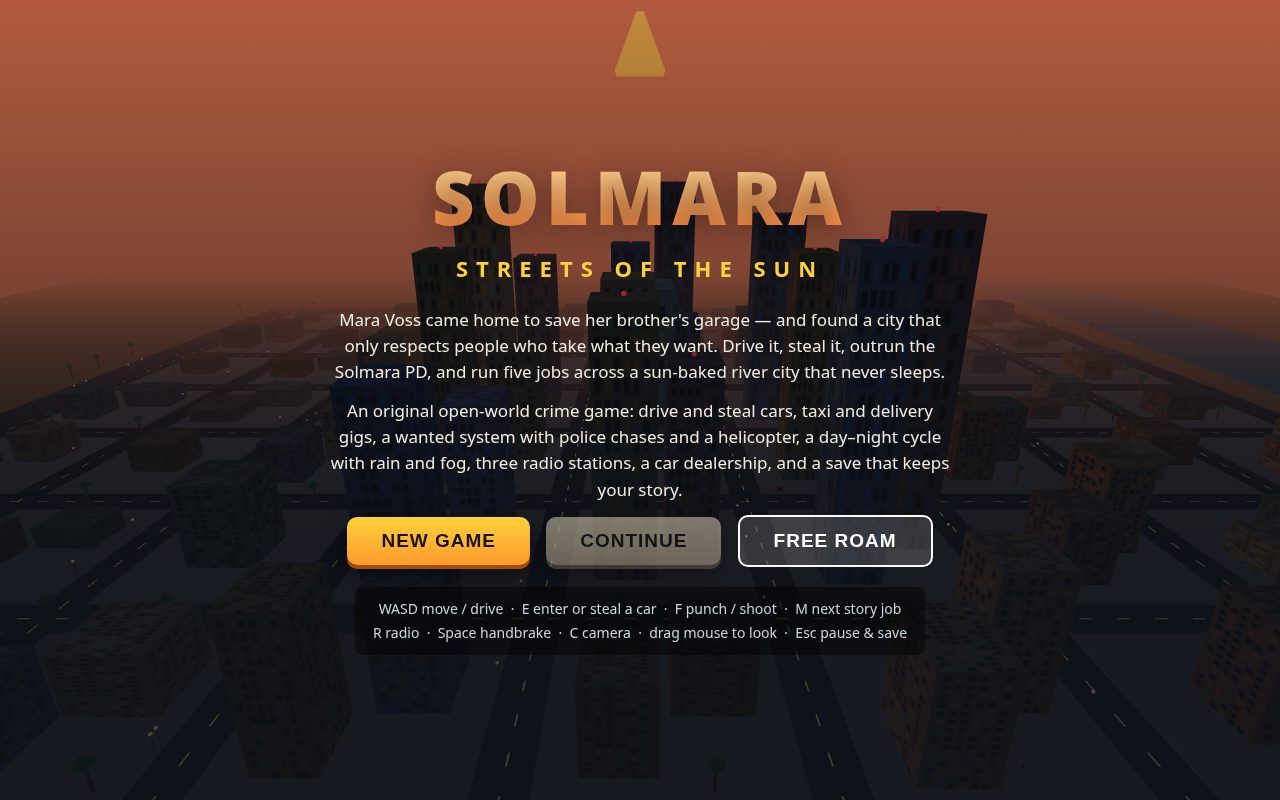 SOLMARA
STREETS OF THE SUN
Mara Voss came home to save her brother's garage — and found a city that
only respects people who take what they want. Drive it, steal it, outrun the
Solmara PD, and run five jobs across a sun-baked river city that never sleeps.
An original open-world crime game: drive and steal cars, taxi and delivery
gigs, a wanted system with police chases and a helicopter, a day–night cycle
with rain and fog, three radio stations, a car dealership, and a save that keeps
your story.
NEW GAME CONTINUE FREE ROAM
WASD move / drive · E enter or steal a car · F punch / shoot · M next story job
R radio · Space handbrake · C camera · drag mouse to look · Esc pause & save